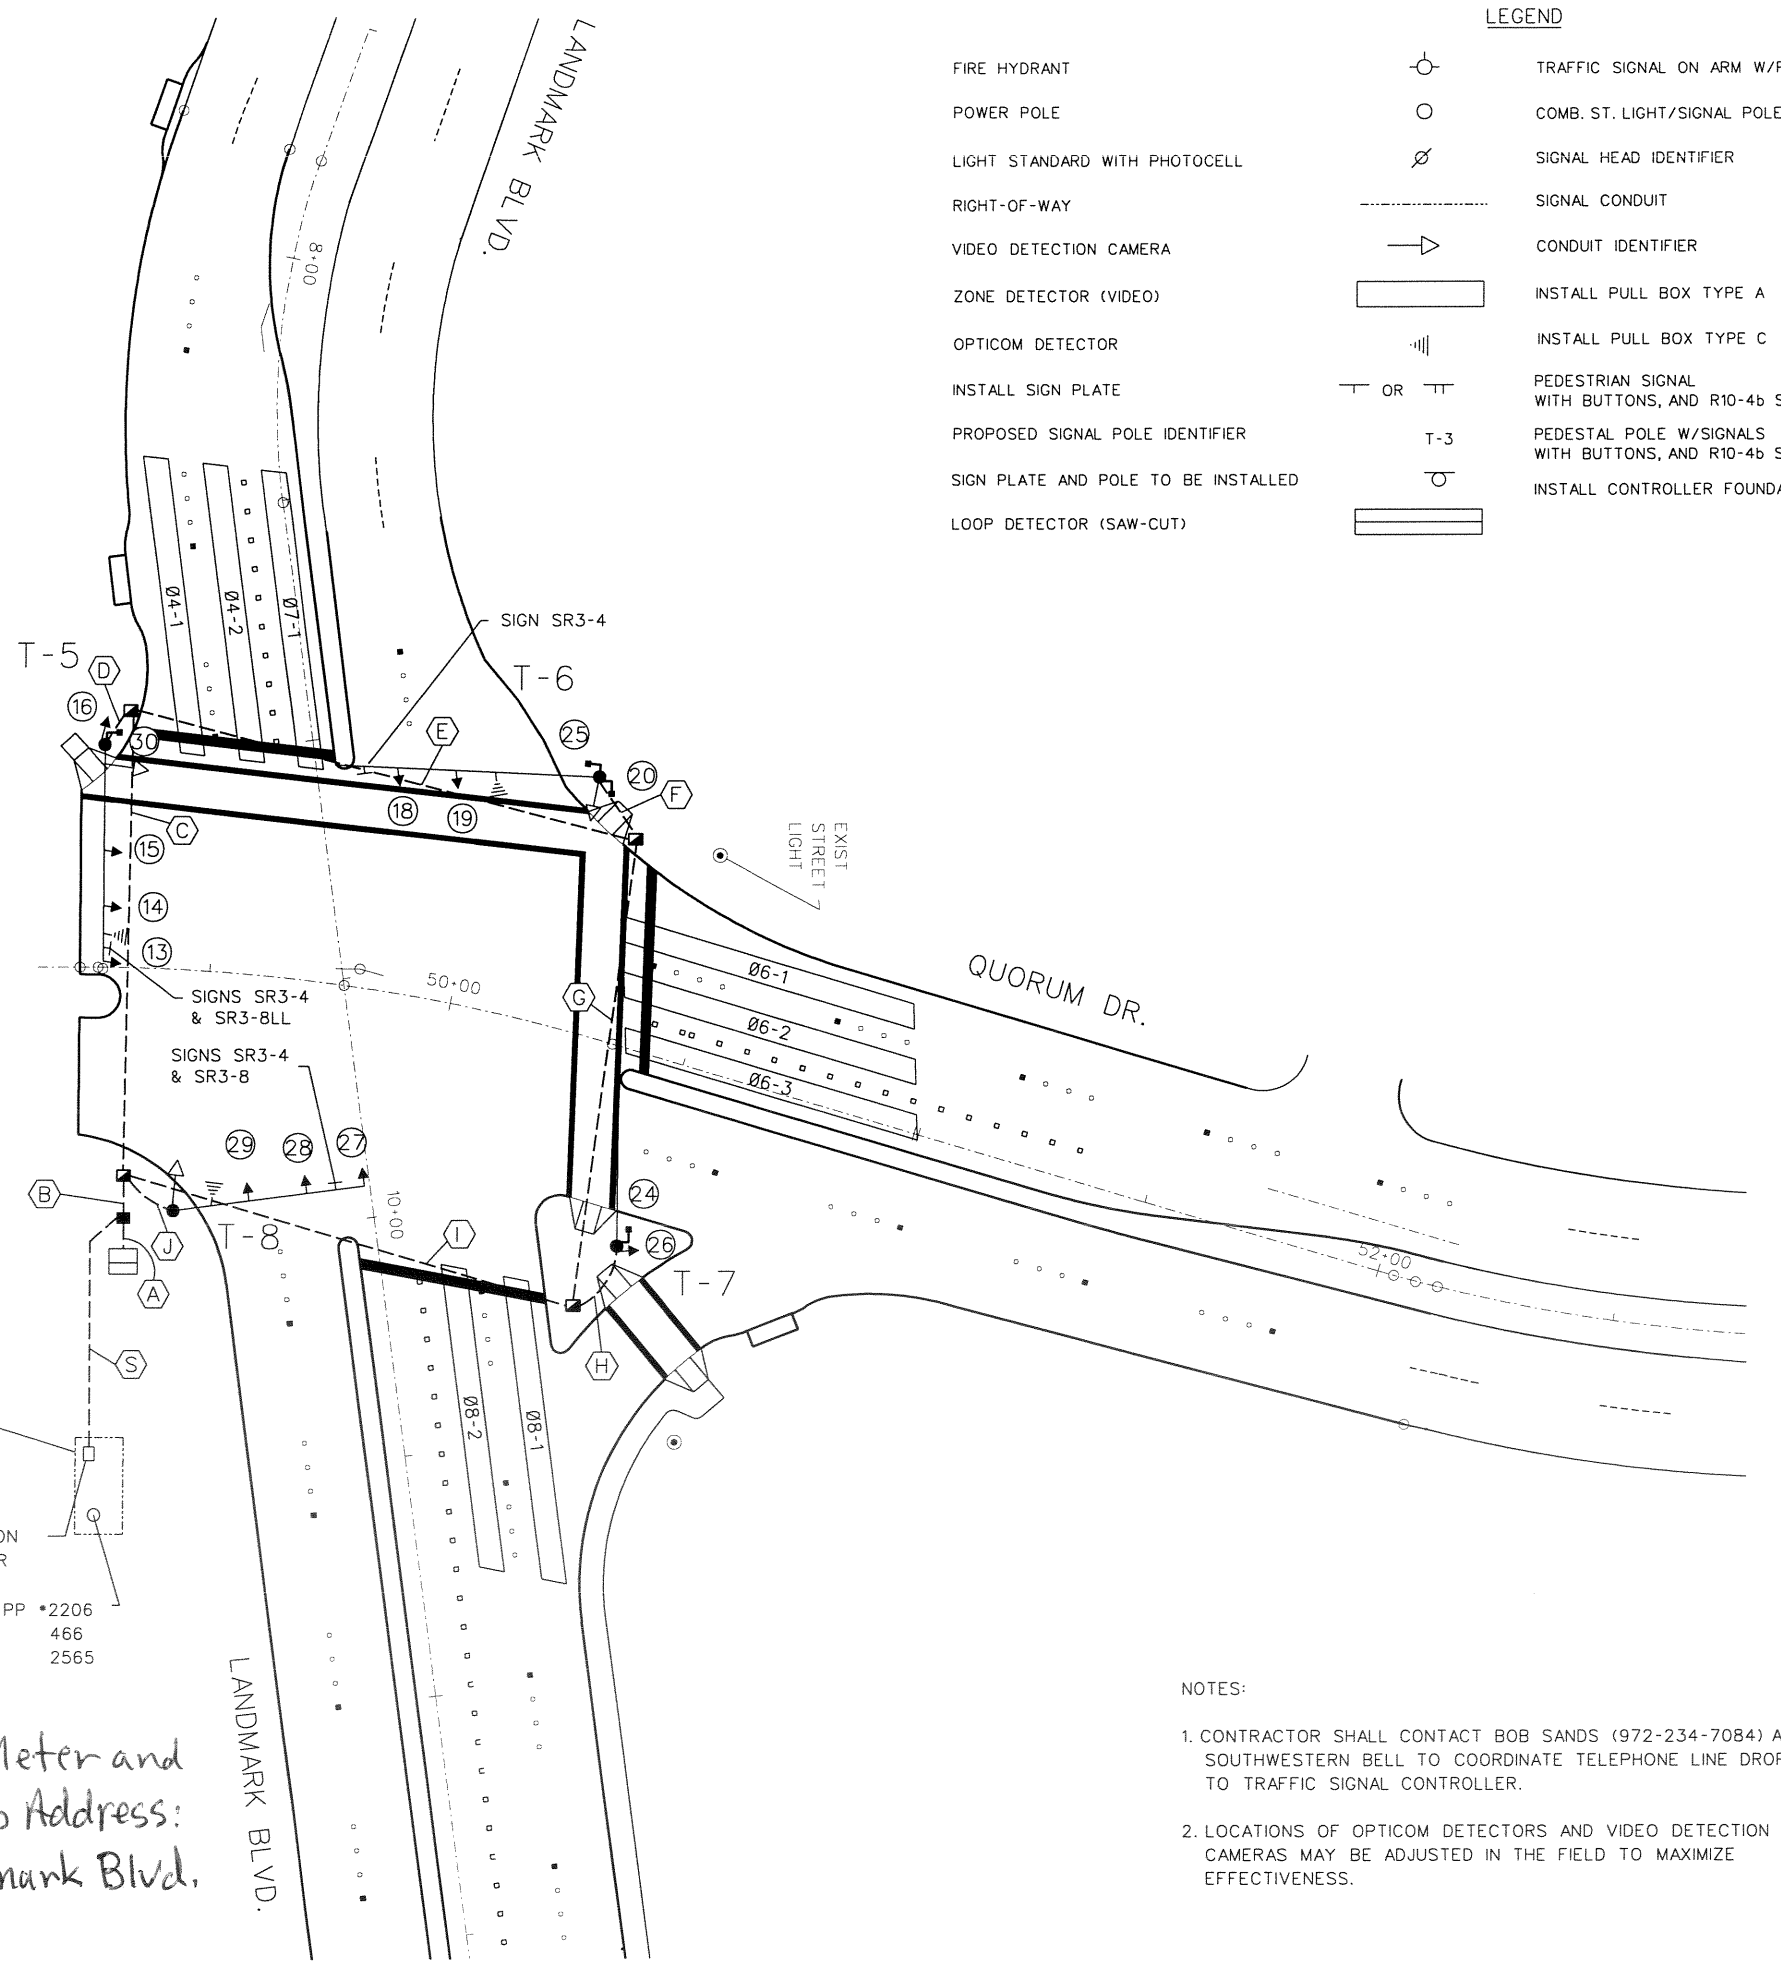 LEGEND
FIRE HYDRANT
POWER POLE
LIGHT STANDARD WITH PHOTOCELL
RIGHT-OF-WAY
VIDEO DETECTION CAMERA
ZONE DETECTOR (VIDEO)
OPTICOM DETECTOR
INSTALL SIGN PLATE
OR
PROPOSED SIGNAL POLE IDENTIFIER
T-3
SIGN PLATE AND POLE TO BE INSTALLED
LOOP DETECTOR (SAW-CUT)
TRAFFIC SIGNAL ON ARM W/
COMB. ST. LIGHT/SIGNAL POLE
SIGNAL HEAD IDENTIFIER
SIGNAL CONDUIT
CONDUIT IDENTIFIER
INSTALL PULL BOX TYPE A
INSTALL PULL BOX TYPE C
PEDESTRIAN SIGNAL
WITH BUTTONS, AND R10-4b S
PEDESTAL POLE W/SIGNALS
WITH BUTTONS, AND R10-4b S
INSTALL CONTROLLER FOUNDA
LANDMARK BLVD.
8+00
Ø4-1
Ø4-2
Ø7-1
SIGN SR3-4
T-5
D
16
30
T-6
25
E
20
F
18
19
C
15
14
13
EXIST
STREET
LIGHT
SIGNS SR3-4
& SR3-8LL
50+00
G
Ø6-1
Ø6-2
Ø6-3
QUORUM DR.
SIGNS SR3-4
& SR3-8
29
28
27
B
J
T-8
A
10+00
I
24
26
T-7
H
52+00
S
Ø8-2
Ø8-1
ON
R
PP *2206
466
2565
LANDMARK BLVD.
Meter and
Address:
mark Blvd.
NOTES:
1. CONTRACTOR SHALL CONTACT BOB SANDS (972-234-7084) A
SOUTHWESTERN BELL TO COORDINATE TELEPHONE LINE DROP
TO TRAFFIC SIGNAL CONTROLLER.
2. LOCATIONS OF OPTICOM DETECTORS AND VIDEO DETECTION
CAMERAS MAY BE ADJUSTED IN THE FIELD TO MAXIMIZE
EFFECTIVENESS.